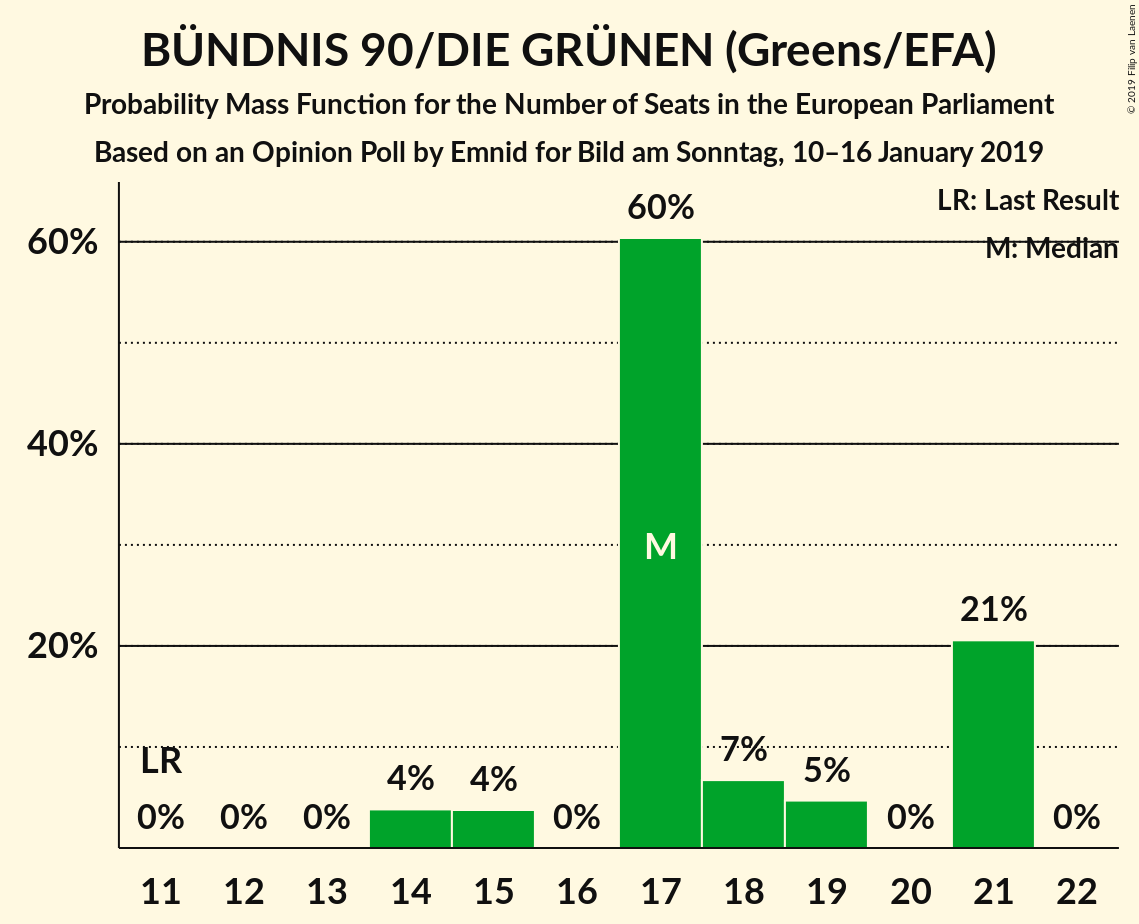 BÜNDNIS 90/DIE GRÜNEN (Greens/EFA)
Probability Mass Function for the Number of Seats in the European Parliament
Based on an Opinion Poll by Emnid for Bild am Sonntag, 10–16 January 2019
© 2019 Filip van Laenen
LR: Last Result
M: Median
60%
40%
20%
LR
0% 0% 0% 4% 4% 0% 60% 7% 5% 0% 21% 0%
M
11 12 13 14 15 16 17 18 19 20 21 22